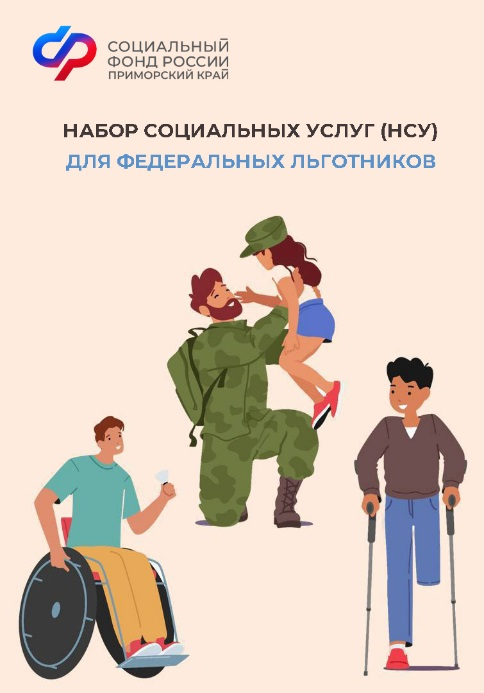 СОЦИАЛЬНЫЙ
ФОНД РОССИИ
ПРИМОРСКИЙ КРАЙ
НАБОР СОЦИАЛЬНЫХ УСЛУГ (НСУ)
ДЛЯ ФЕДЕРАЛЬНЫХ ЛЬГОТНИКОВ